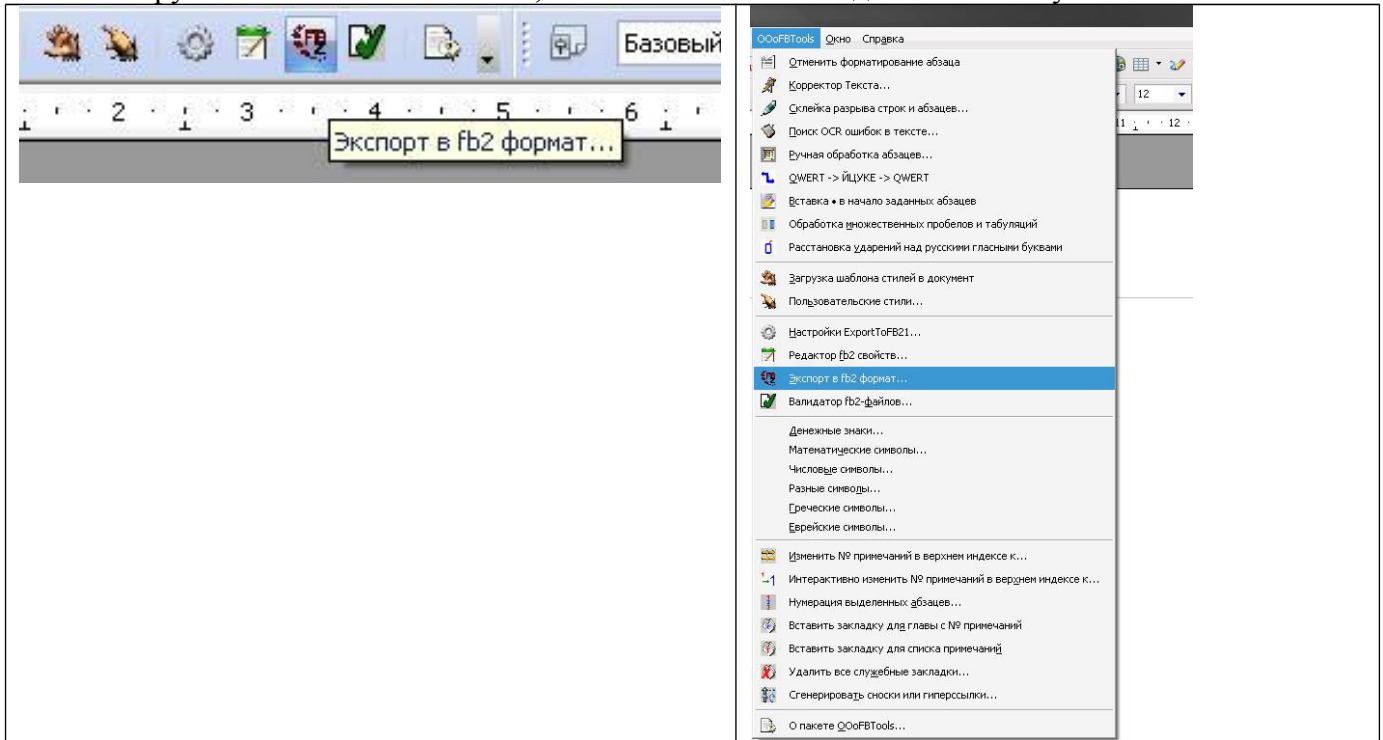 Базовый
2 3 4 5 6
Экспорт в fb2 формат...
OOoFBTools Окно Справка
12
11 12
Отменить форматирование абзаца
Корректор Текста...
Склейка разрыва строк и абзацев...
Поиск OCR ошибок в тексте...
Ручная обработка абзацев...
QWERT -> ЙЦУКЕ -> QWERT
Вставка • в начало заданных абзацев
Обработка множественных пробелов и табуляций
Расстановка ударений над русскими гласными буквами
Загрузка шаблона стилей в документ
Пользовательские стили...
Настройки ExportToFB21...
Редактор fb2 свойств...
Экспорт в fb2 формат...
Валидатор fb2-файлов...
Денежные знаки...
Математические символы...
Числовые символы...
Разные символы...
Греческие символы...
Еврейские символы...
Изменить № примечаний в верхнем индексе к...
Интерактивно изменить № примечаний в верхнем индексе к...
Нумерация выделенных абзацев...
Вставить закладку для главы с № примечаний
Вставить закладку для списка примечаний
Удалить все служебные закладки...
Сгенерировать сноски или гиперссылки...
О пакете OOoFBTools...